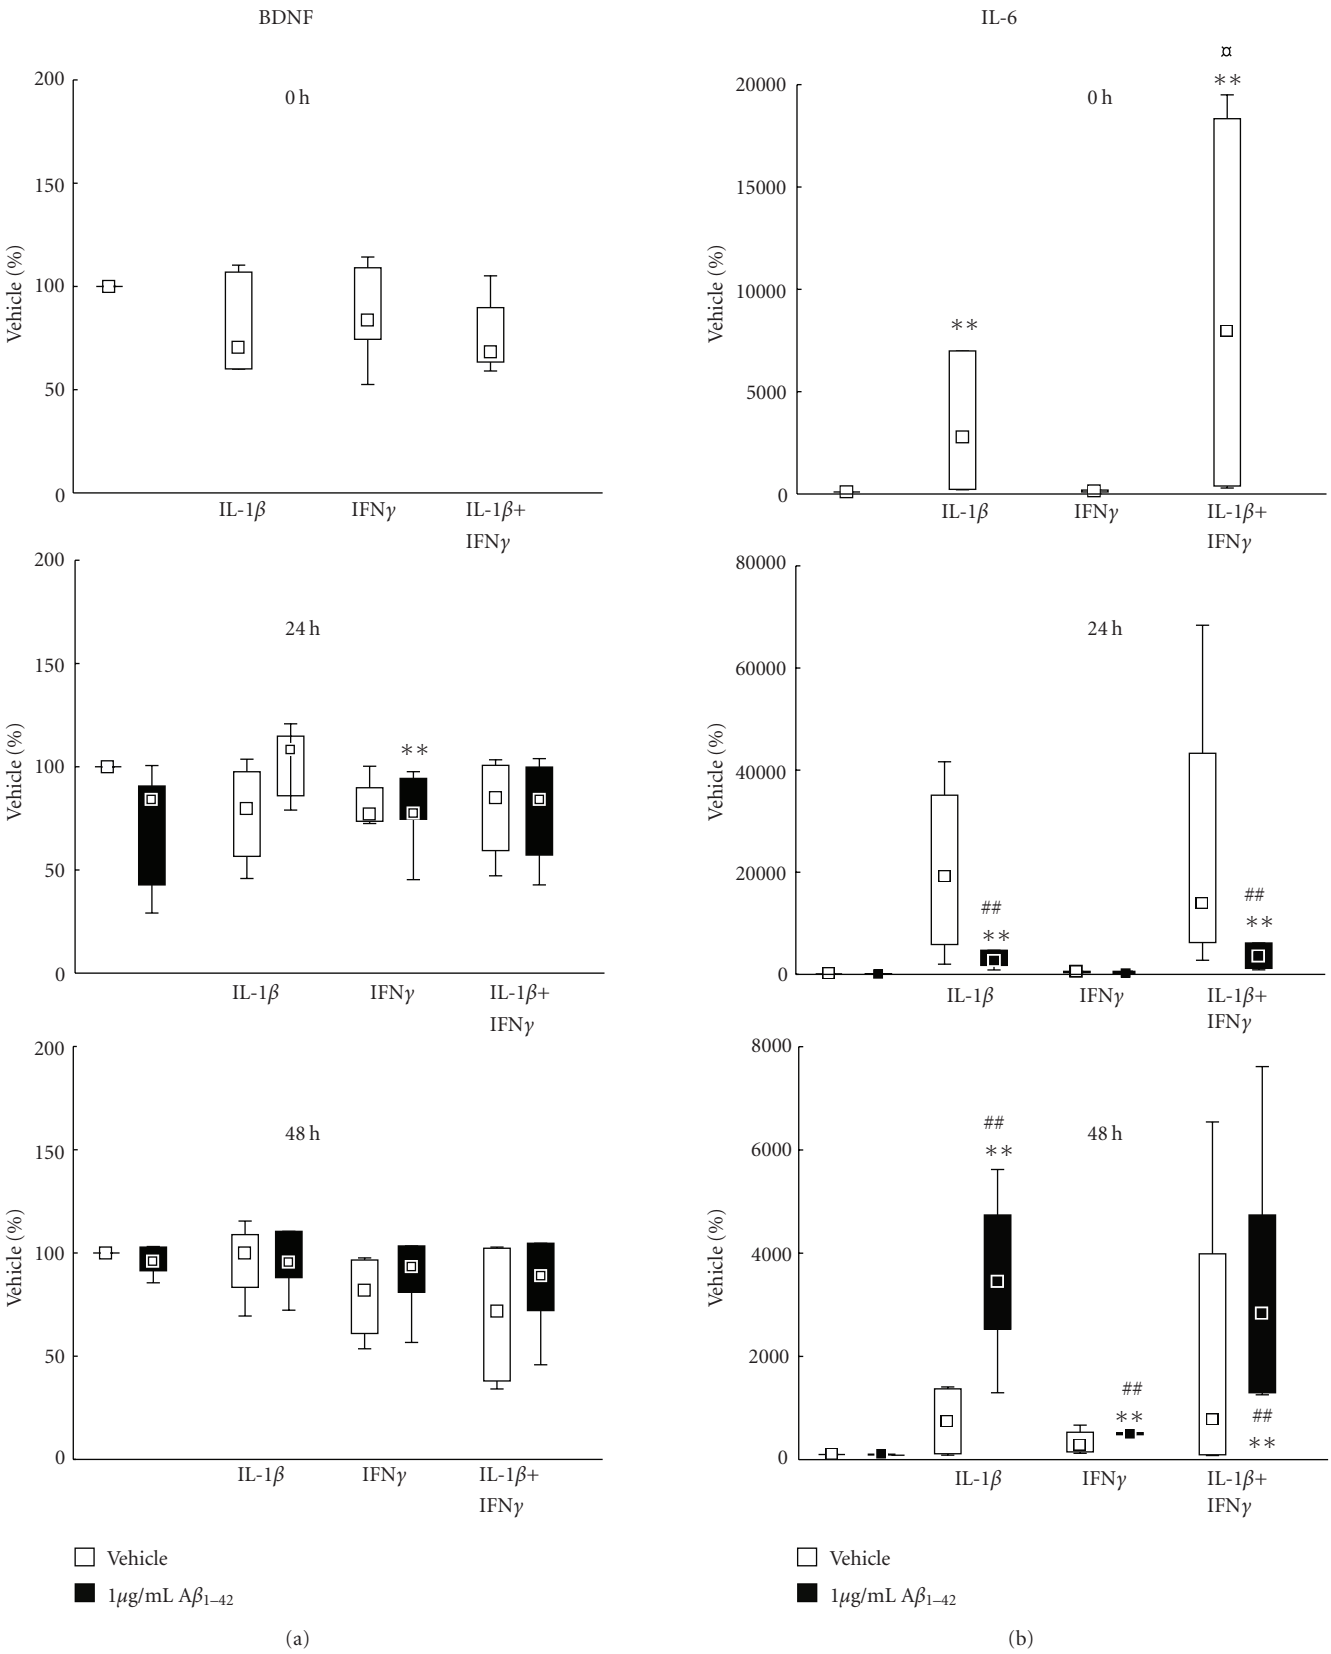 BDNF
200
0 h
150
100
50
0
Vehicle (%)
IL-1β
IFNγ
IL-1β+
IFNγ
200
24 h
150
100
50
0
Vehicle (%)
**
IL-1β
IFNγ
IL-1β+
IFNγ
200
48 h
150
100
50
0
Vehicle (%)
IL-1β
IFNγ
IL-1β+
IFNγ
Vehicle
1μg/mL Aβ1–42
(a)
IL-6
¤
**
20000
0 h
15000
10000
5000
0
Vehicle (%)
**
IL-1β
IFNγ
IL-1β+
IFNγ
80000
24 h
60000
40000
20000
0
Vehicle (%)
##
**
##
**
IL-1β
IFNγ
IL-1β+
IFNγ
8000
48 h
6000
4000
2000
0
Vehicle (%)
##
**
##
**
##
**
IL-1β
IFNγ
IL-1β+
IFNγ
Vehicle
1μg/mL Aβ1–42
(b)